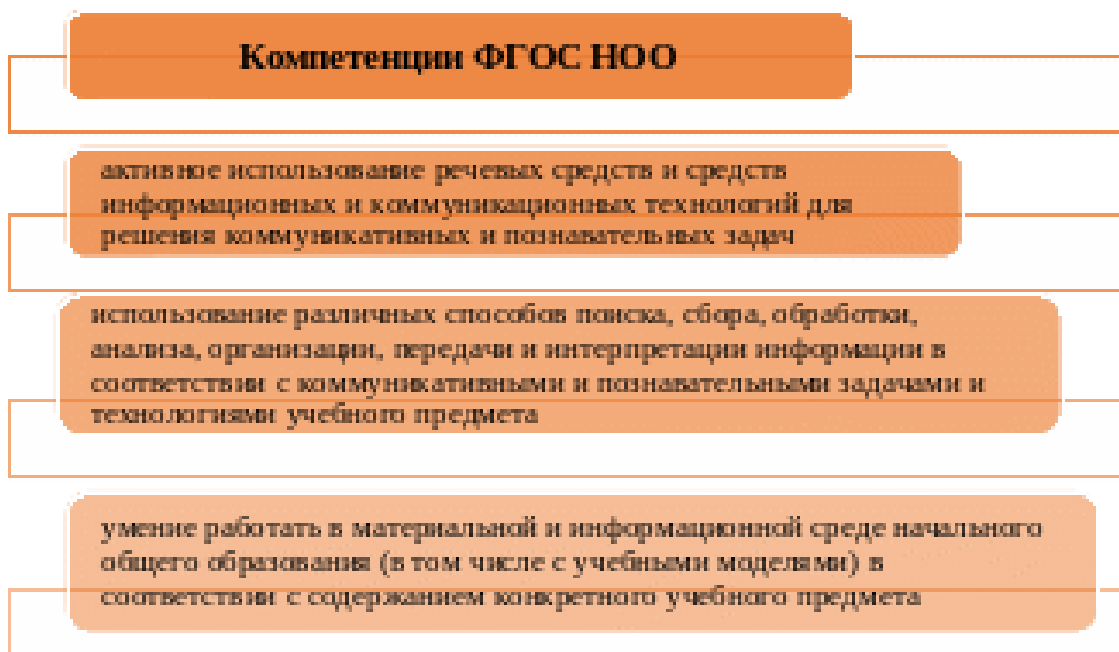 Компетенции ФГОС НОО
активное использование речевых средств и средств
информационных и коммуникационных технологий для
решения коммуникативных и познавательных задач
использование различных способов поиска, сбора, обработки,
анализа, организации, передачи и интерпретации информации в
соответствии с коммуникативными и познавательными задачами и
технологиями учебного предмета
умение работать в материальной и информационной среде начального
общего образования (в том числе с учебными моделями) в
соответствии с содержанием конкретного учебного предмета